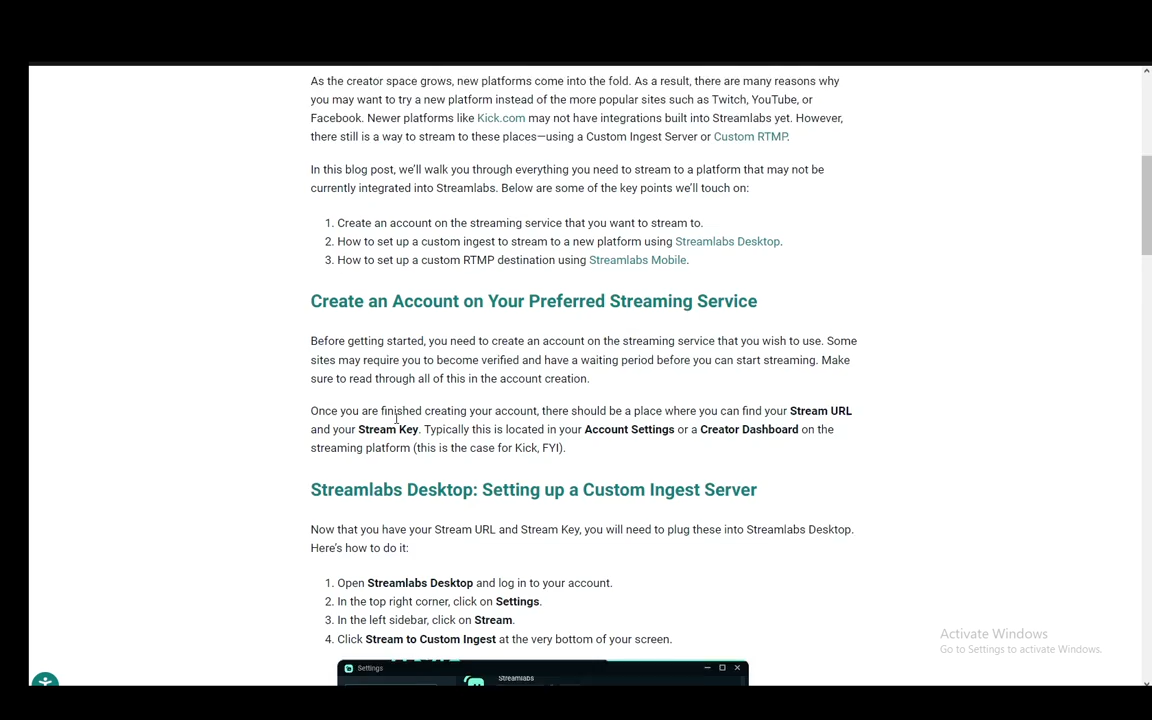 As the creator space grows, new platforms come into the fold. As a result, there are many reasons why
you may want to try a new platform instead of the more popular sites such as Twitch, YouTube, or
Facebook. Newer platforms like Kick.com may not have integrations built into Streamlabs yet. However,
there still is a way to stream to these places—using a Custom Ingest Server or Custom RTMP.
In this blog post, we'll walk you through everything you need to stream to a platform that may not be
currently integrated into Streamlabs. Below are some of the key points we'll touch on:
1. Create an account on the streaming service that you want to stream to.
2. How to set up a custom ingest to stream to a new platform using Streamlabs Desktop.
3. How to set up a custom RTMP destination using Streamlabs Mobile.
Create an Account on Your Preferred Streaming Service
Before getting started, you need to create an account on the streaming service that you wish to use. Some
sites may require you to become verified and have a waiting period before you can start streaming. Make
sure to read through all of this in the account creation.
Once you are finished creating your account, there should be a place where you can find your Stream URL
and your Stream Key. Typically this is located in your Account Settings or a Creator Dashboard on the
streaming platform (this is the case for Kick, FYI).
Streamlabs Desktop: Setting up a Custom Ingest Server
Now that you have your Stream URL and Stream Key, you will need to plug these into Streamlabs Desktop.
Here's how to do it:
1. Open Streamlabs Desktop and log in to your account.
2. In the top right corner, click on Settings.
3. In the left sidebar, click on Stream.
4. Click Stream to Custom Ingest at the very bottom of your screen.
Activate Windows
Go to Settings to activate Windows.
Settings
Streamlabs